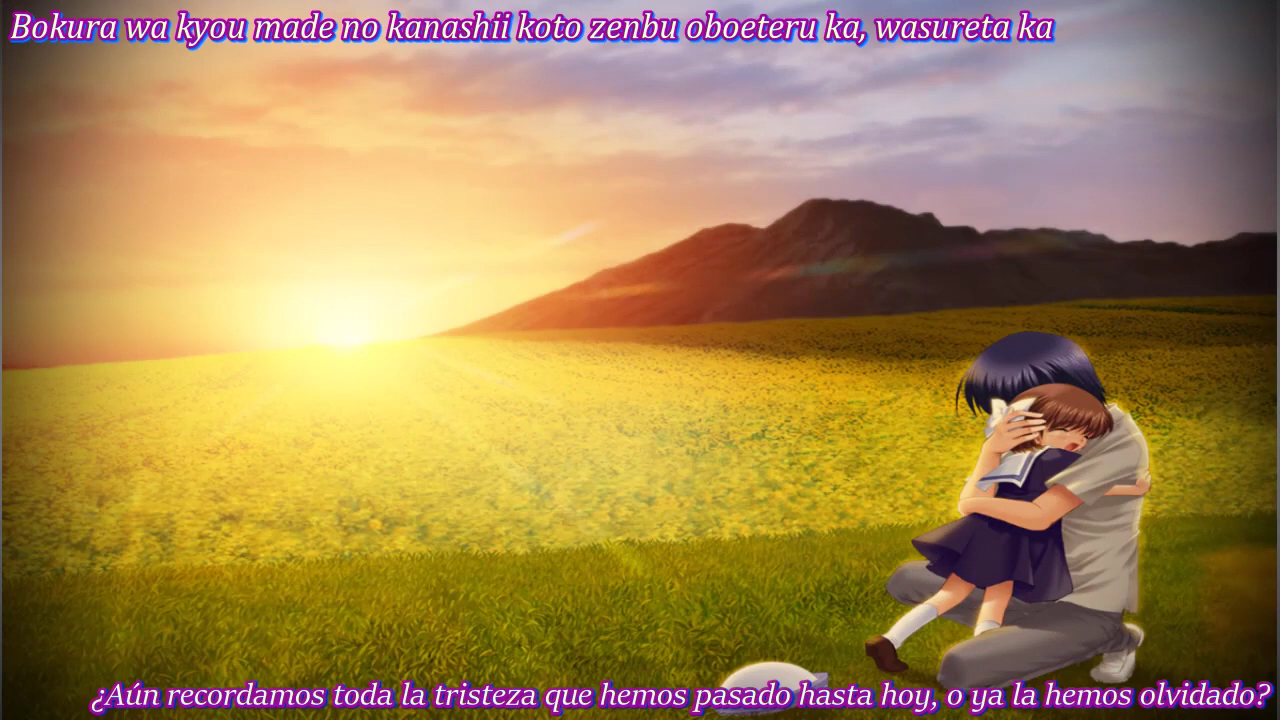 Bokura wa kyou made no kanashii koto zenbu oboeteru ka, wasureta ka
¿Aún recordamos toda la tristeza que hemos pasado hasta hoy, o ya la hemos olvidado?